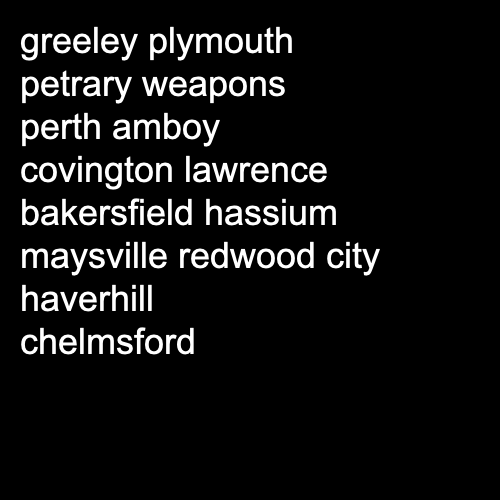 greeley plymouth
petrary weapons
perth amboy
covington lawrence
bakersfield hassium
maysville redwood city
haverhill
chelmsford